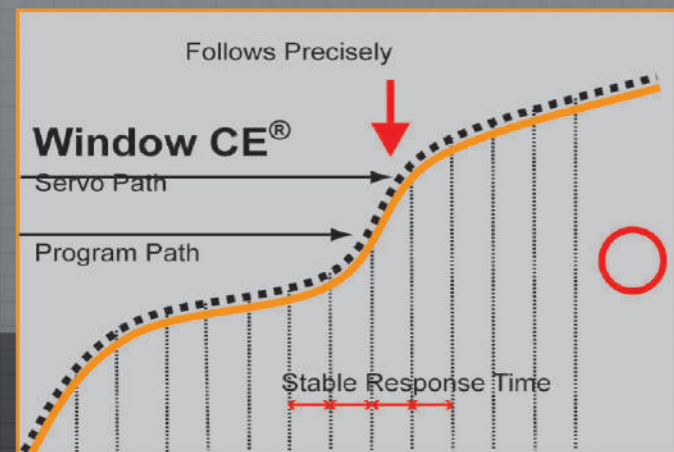 Follows Precisely
Window CE®
Servo Path
Program Path
Stable Response Time